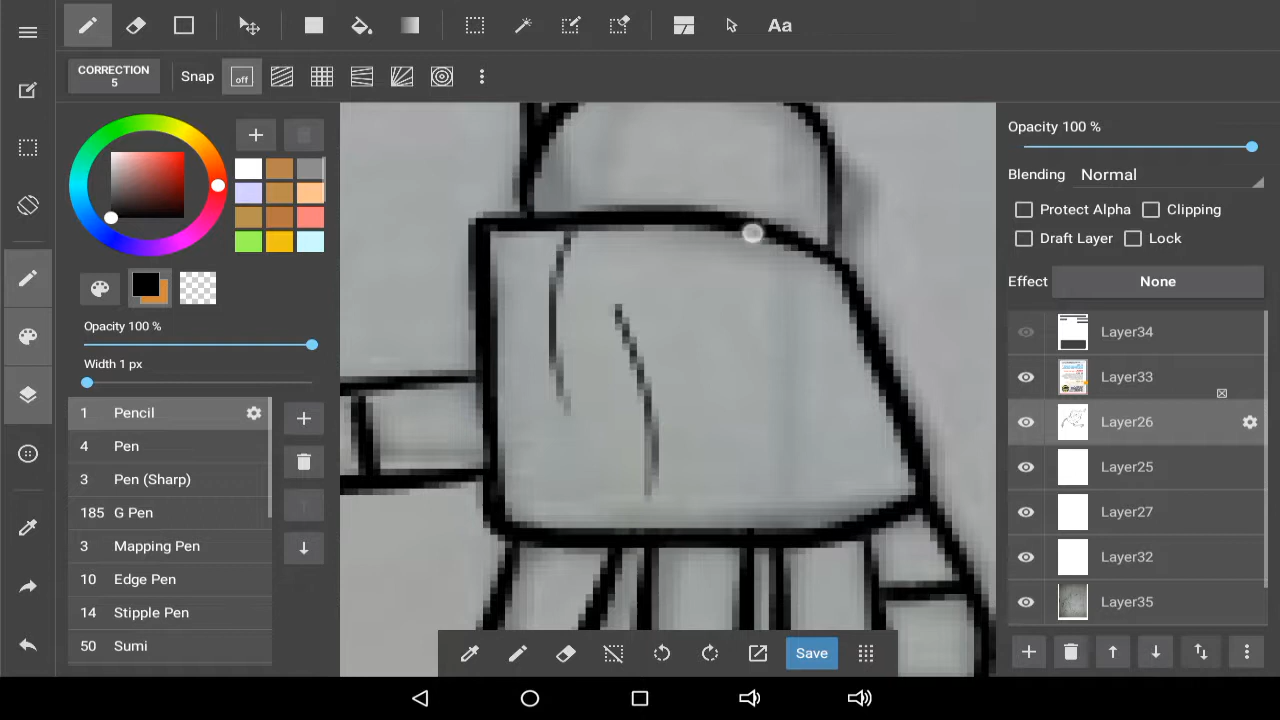 Aa
CORRECTION
5
Snap
off
Opacity 100 %
Width 1 px
1 Pencil
4 Pen
3 Pen (Sharp)
185 G Pen
3 Mapping Pen
10 Edge Pen
14 Stipple Pen
50 Sumi
Save
Opacity 100 %
Blending Normal
Protect Alpha Clipping
Draft Layer Lock
Effect None
Layer34
Layer33
Layer26
Layer25
Layer27
Layer32
Layer35